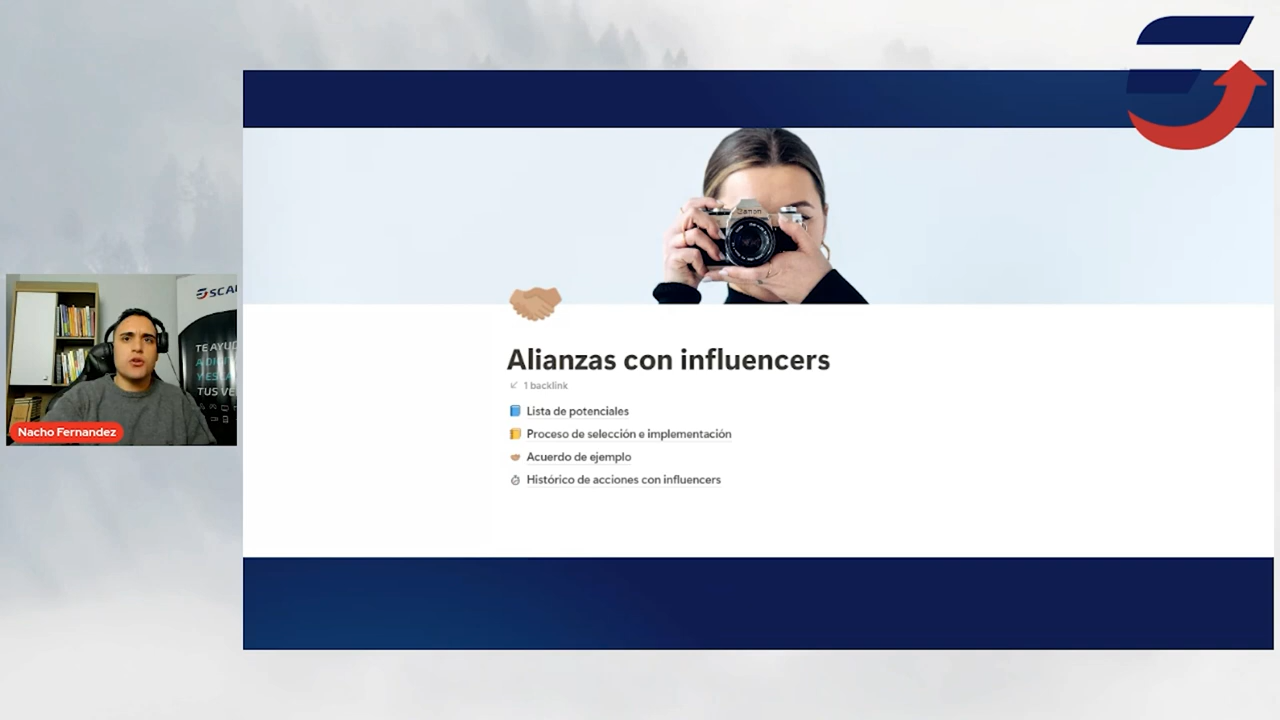 Canon
Alianzas con influencers
1 backlink
Lista de potenciales
Proceso de selección e implementación
Acuerdo de ejemplo
Histórico de acciones con influencers
TUS
Nacho Fernandez